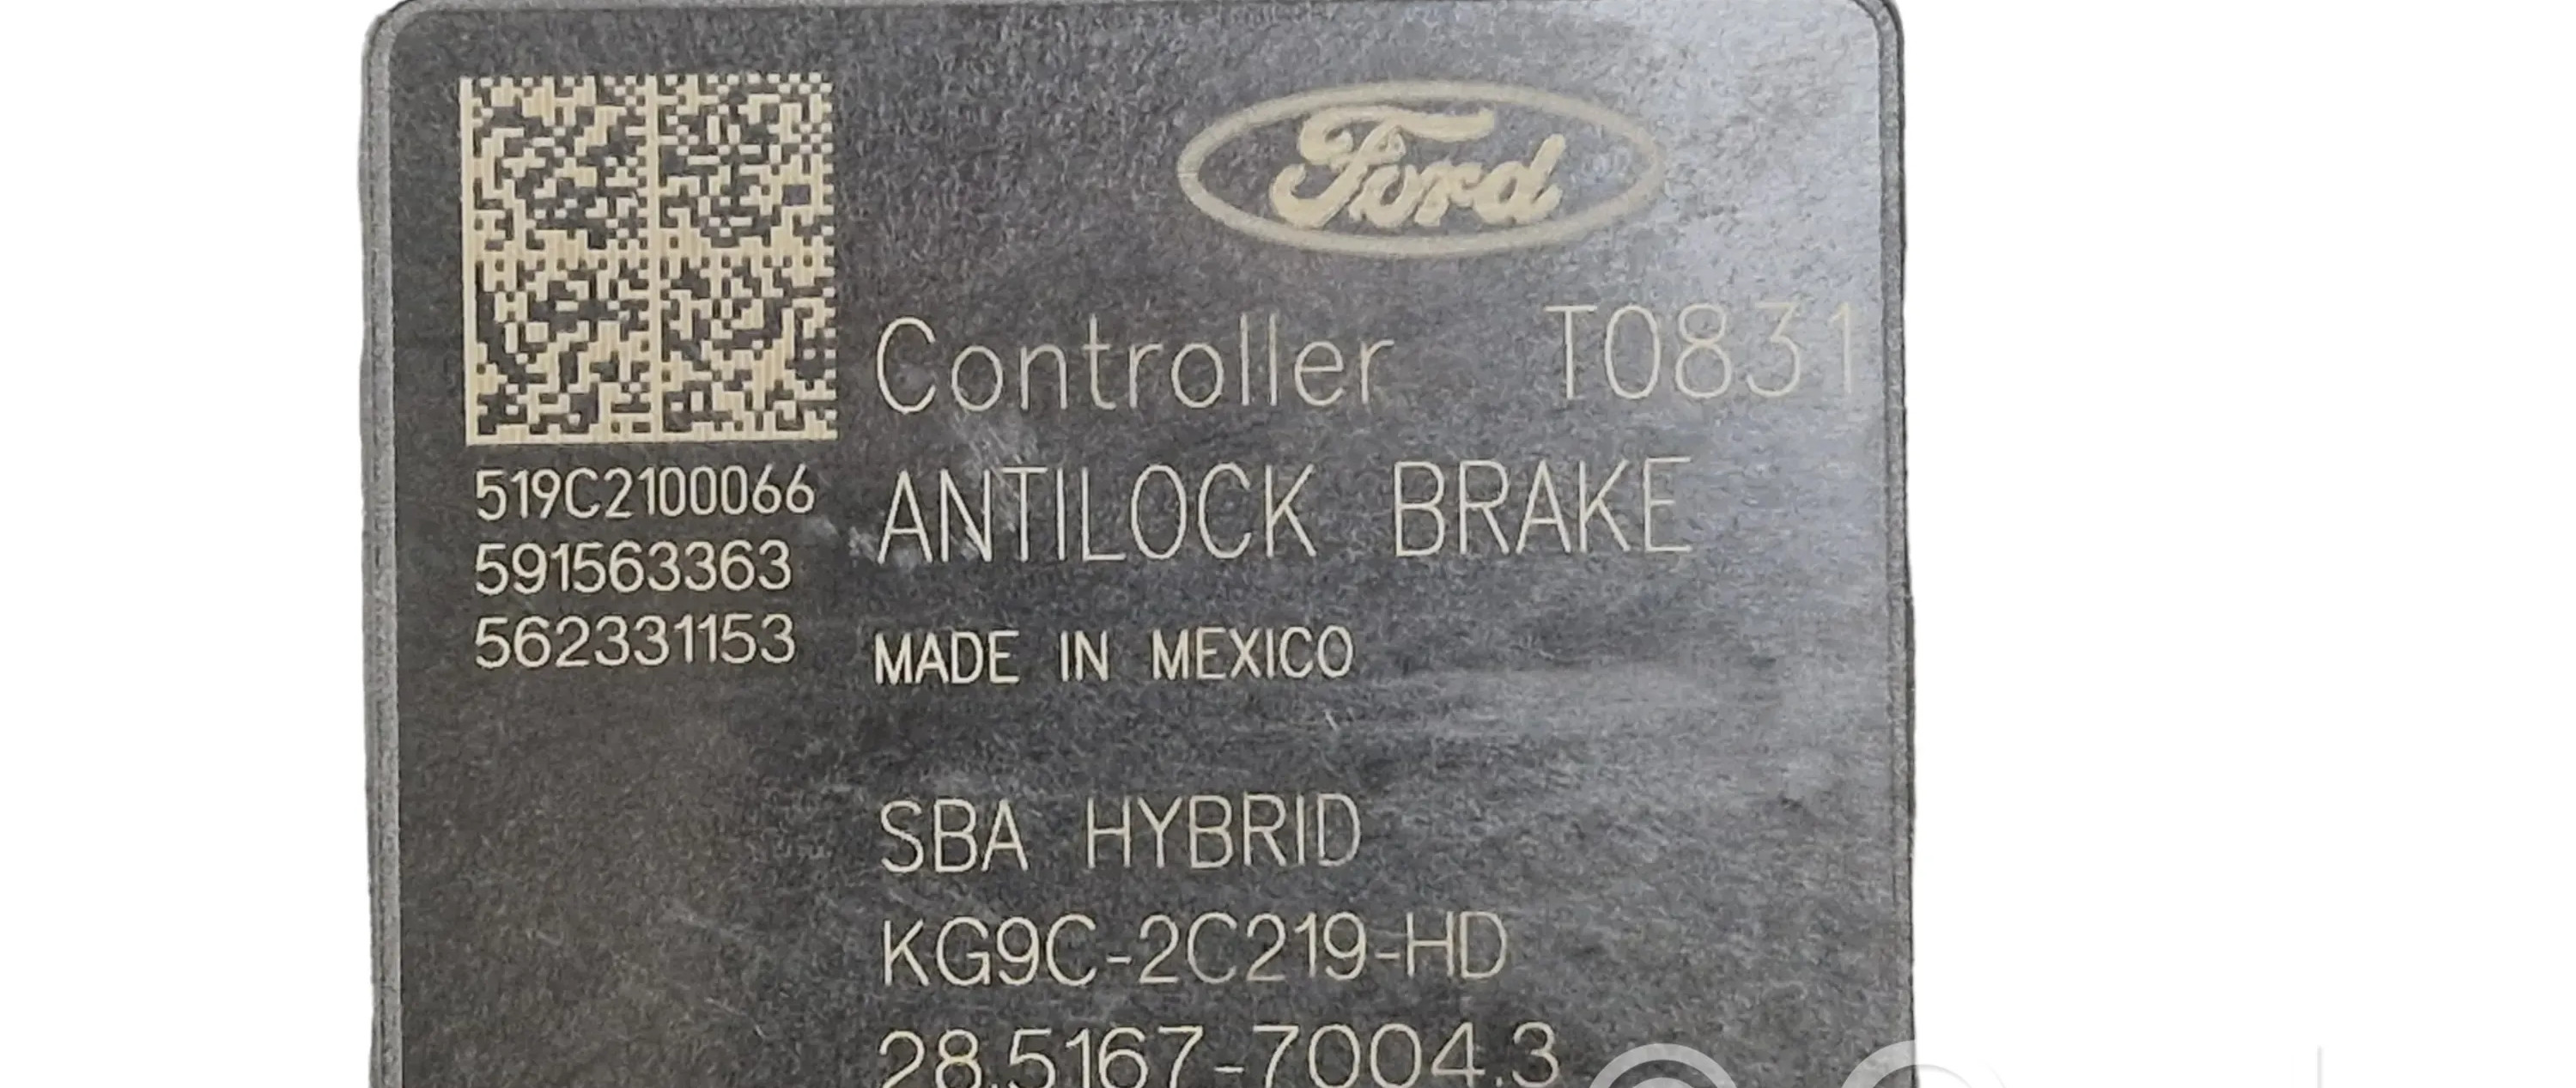 Ford
Controller T0831
ANTILOCK BRAKE
519C2100066
591563363
562331153
MADE IN MEXICO
SBA HYBRID
KG9C-2C219-HD
28.5167-7004.3